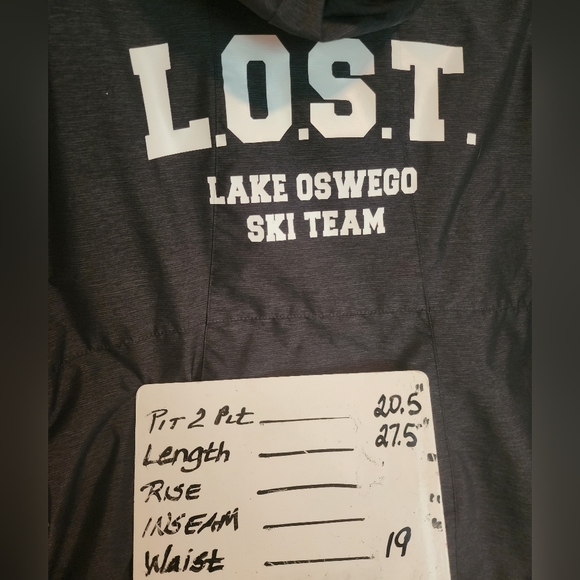 L.O.S.T.
LAKE OSWEGO
SKI TEAM
PIT 2 Pit 20.5"
Length 27.5"
RISE "
INSEAM "
Waist 19